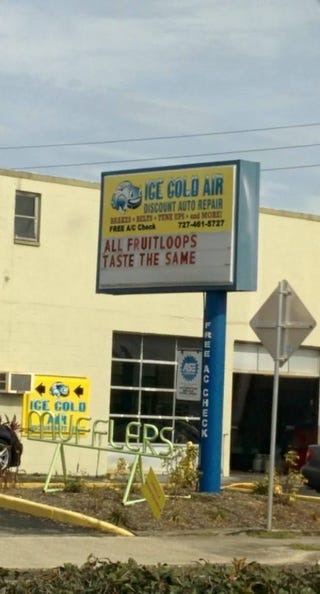 ICE COLD AIR
DISCOUNT AUTO REPAIR
BRAKES • BELTS • TUNE UPS • and MORE!
FREE A/C Check 727-461-5727
ALL FRUITLOOPS
TASTE THE SAME
FREE AC CHECK
ASE
ICE COLD
AIR
MUFFLERS